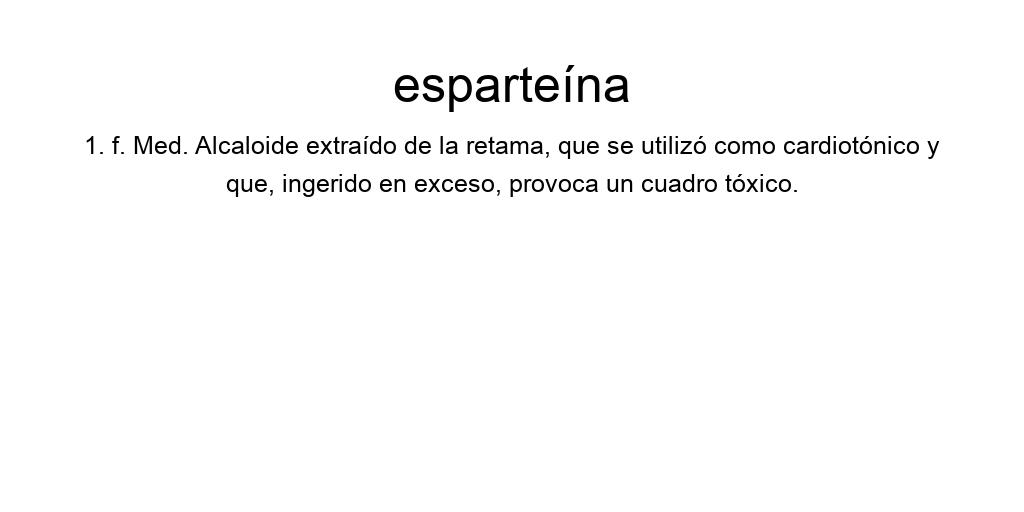 esparteína
1. f. Med. Alcaloide extraído de la retama, que se utilizó como cardiotónico y
que, ingerido en exceso, provoca un cuadro tóxico.